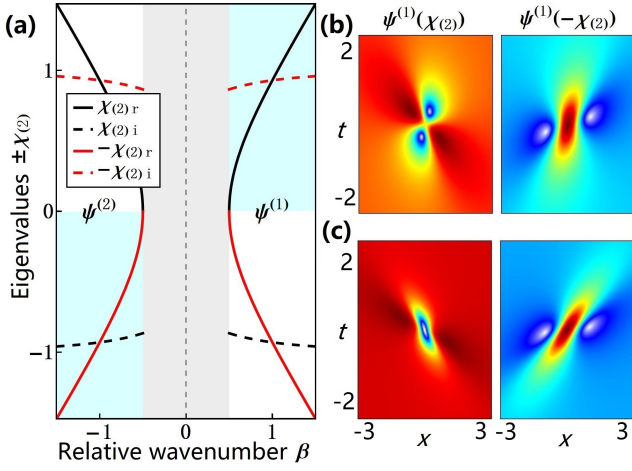 (a)
Eigenvalues ±χ(2)
1
0
−1
χ(2) r
χ(2) i
−χ(2) r
−χ(2) i
ψ(2)
ψ(1)
−1
0
1
Relative wavenumber β
(b)
ψ(1)(χ(2))
ψ(1)(−χ(2))
2
t
-2
(c)
2
t
-2
-3
x
3
-3
x
3